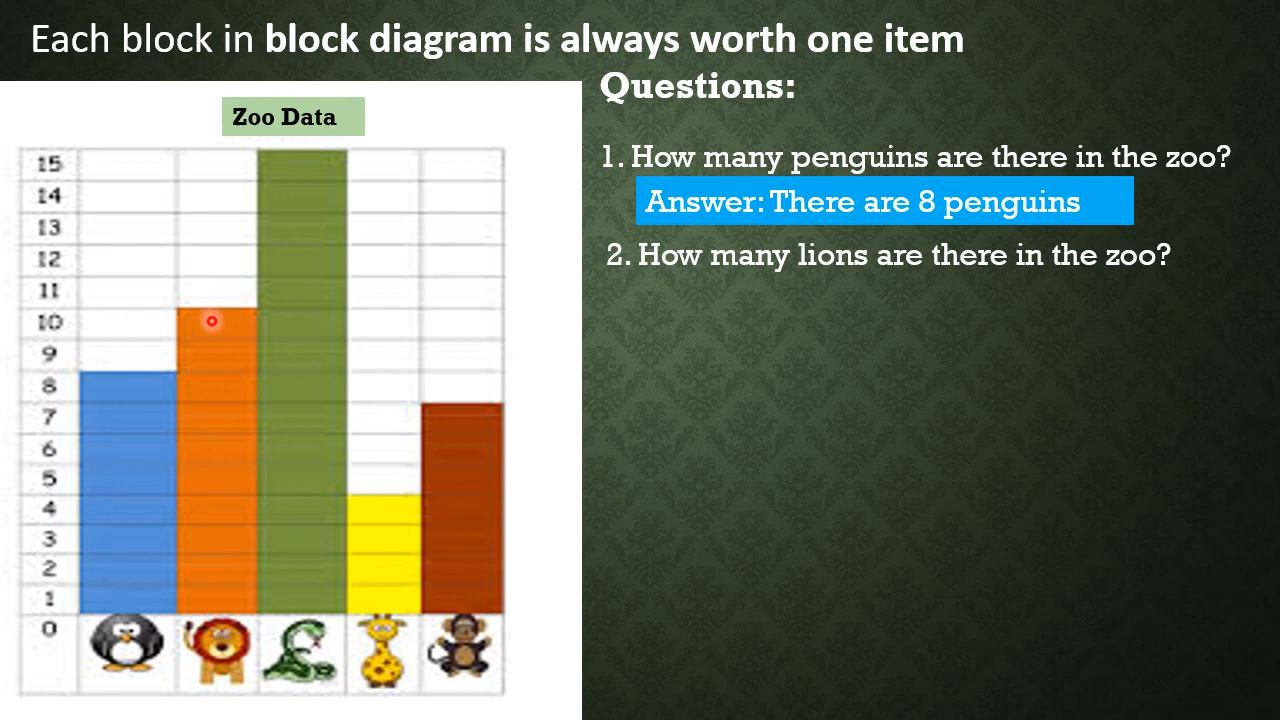 Each block in block diagram is always worth one item
Questions:
Zoo Data
1. How many penguins are there in the zoo?
Answer: There are 8 penguins
2. How many lions are there in the zoo?
15
14
13
12
11
10
9
8
7
6
5
4
3
2
1
0